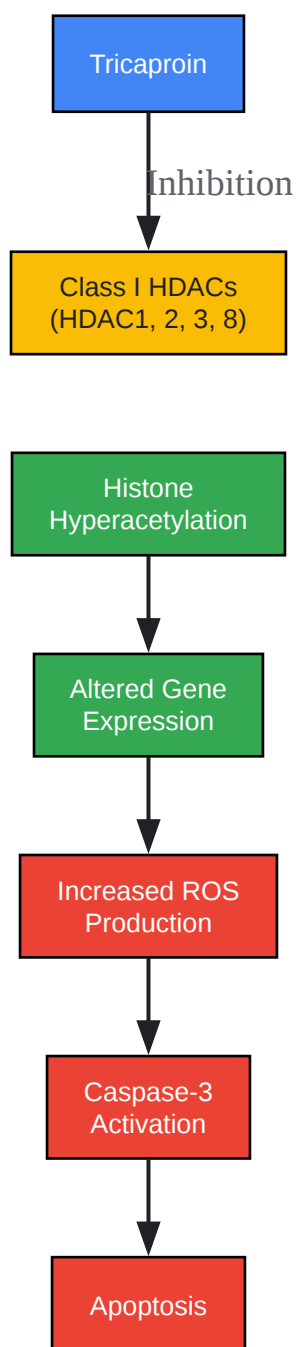 Tricaproin
Inhibition
Class I HDACs
(HDAC1, 2, 3, 8)
Histone
Hyperacetylation
Altered Gene
Expression
Increased ROS
Production
Caspase-3
Activation
Apoptosis